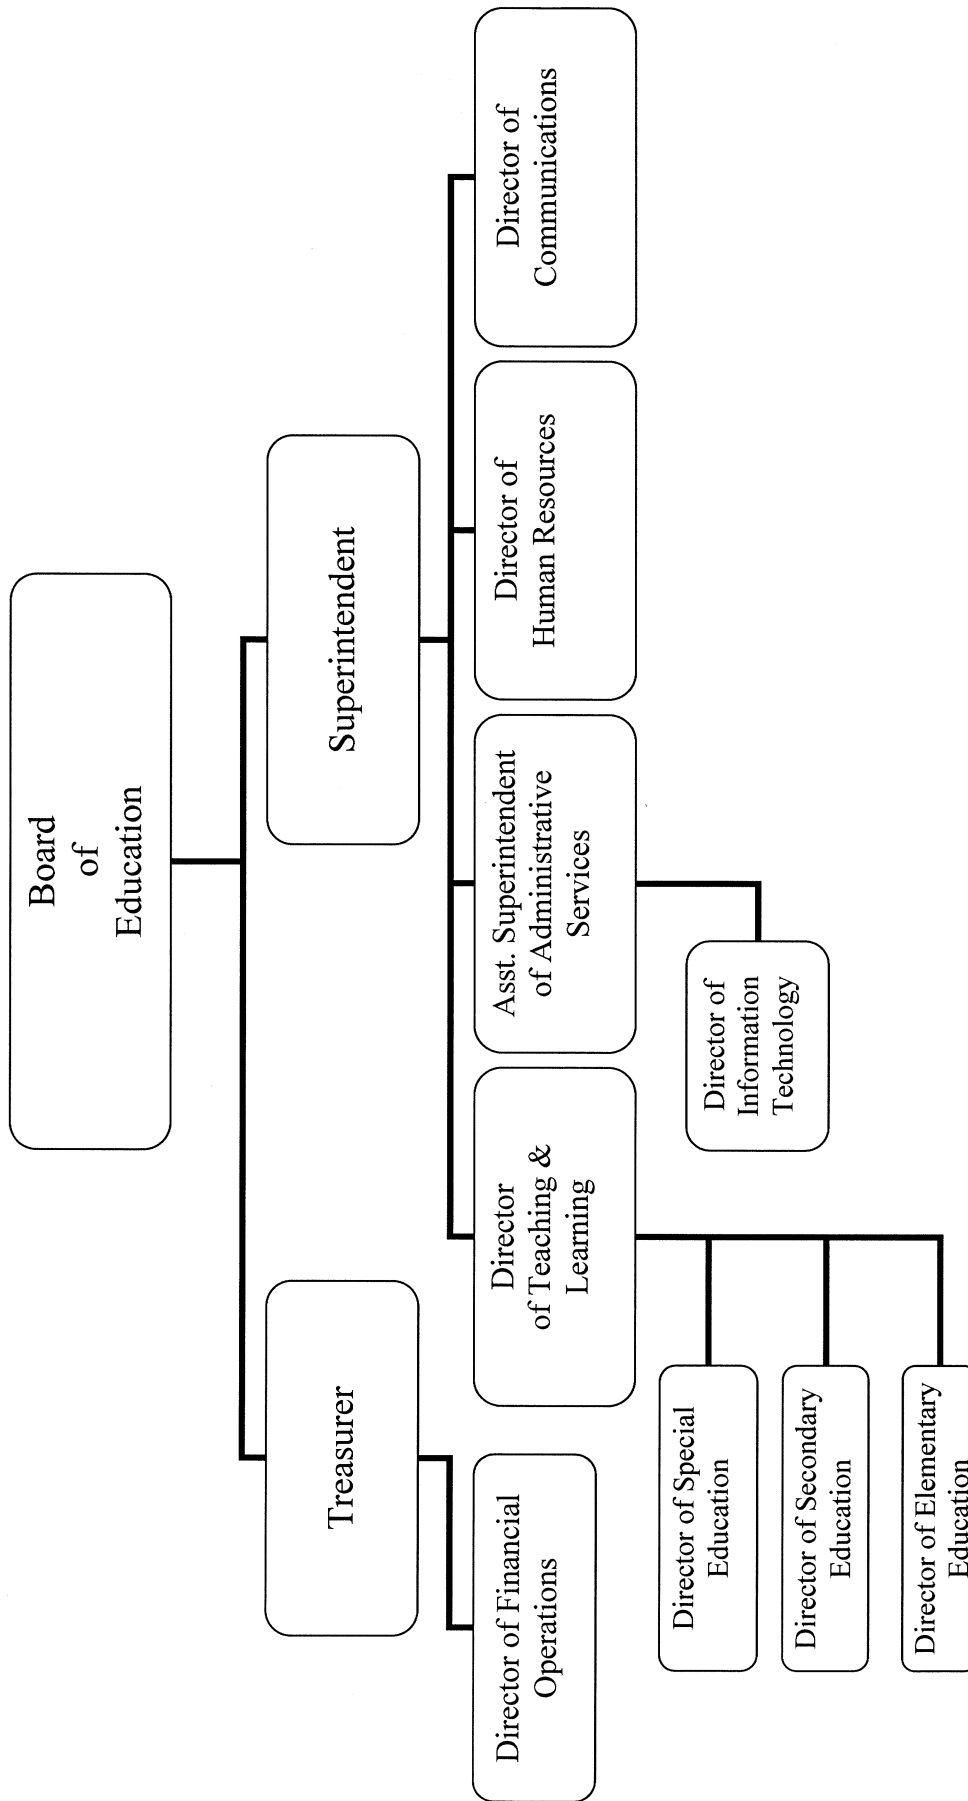 Board
of
Education
Treasurer
Superintendent
Director of Financial
Operations
Director
of Teaching &
Learning
Asst. Superintendent
of Administrative
Services
Director of
Human Resources
Director of
Communications
Director of Special
Education
Director of Secondary
Education
Director of Elementary
Education
Director of
Information
Technology